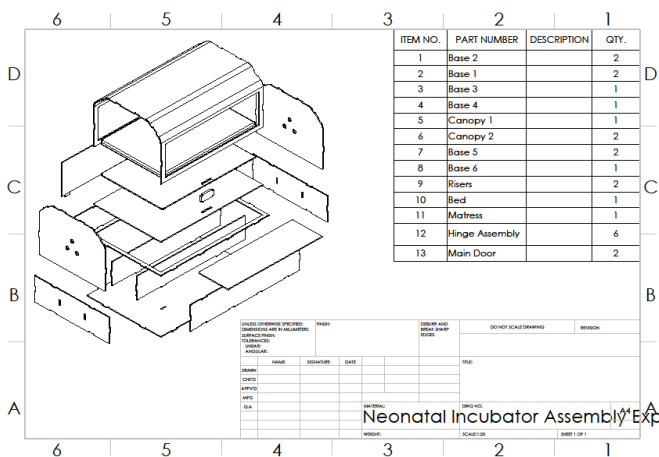 6 5 4 3 2 1
ITEM NO. PART NUMBER DESCRIPTION QTY.
1 Base 2 2
2 Base 1 2
3 Base 3 1
4 Base 4 1
5 Canopy 1 1
6 Canopy 2 2
7 Base 5 2
8 Base 6 1
9 Risers 2
10 Bed 1
11 Matress 1
12 Hinge Assembly 6
13 Main Door 2
D D
C C
B B
A A
UNLESS OTHERWISE SPECIFIED:
DIMENSIONS ARE IN MILLIMETERS
SURFACE FINISH:
TOLERANCES:
LINEAR:
ANGULAR:
FINISH:
DEBURR AND
BREAK SHARP
EDGES
DO NOT SCALE DRAWING
REVISION
NAME SIGNATURE DATE
DRAWN
CHK'D
APPV'D
MFG
Q.A
TITLE:
MATERIAL:
DWG NO.
Neonatal Incubator Assembly Exp
A4
WEIGHT:
SCALE:1:20
SHEET 1 OF 1
6 5 4 3 2 1